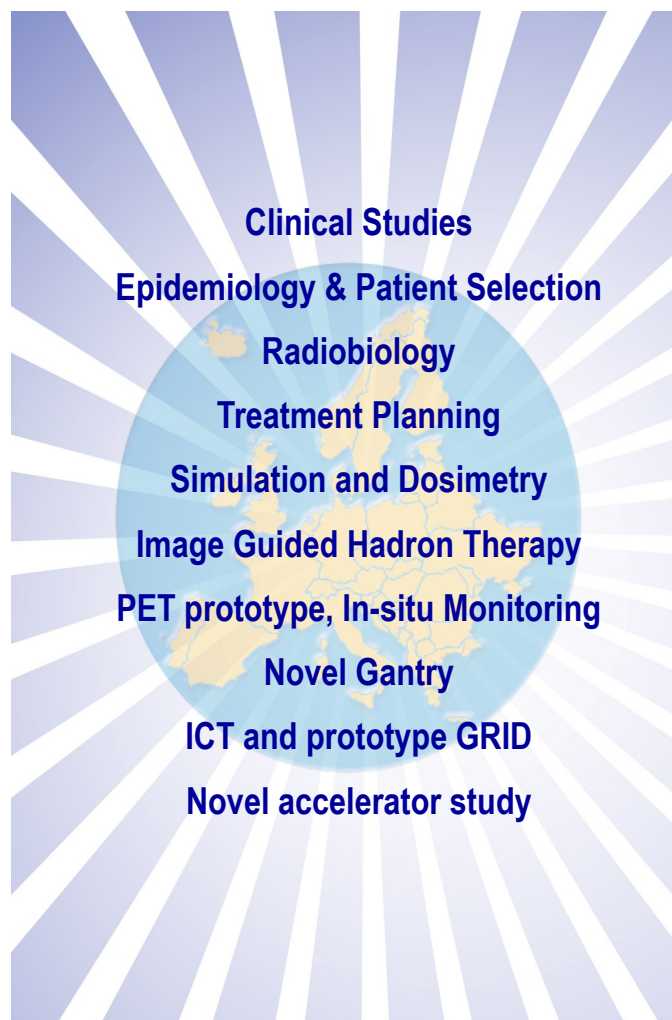 Clinical Studies
Epidemiology & Patient Selection
Radiobiology
Treatment Planning
Simulation and Dosimetry
Image Guided Hadron Therapy
PET prototype, In-situ Monitoring
Novel Gantry
ICT and prototype GRID
Novel accelerator study